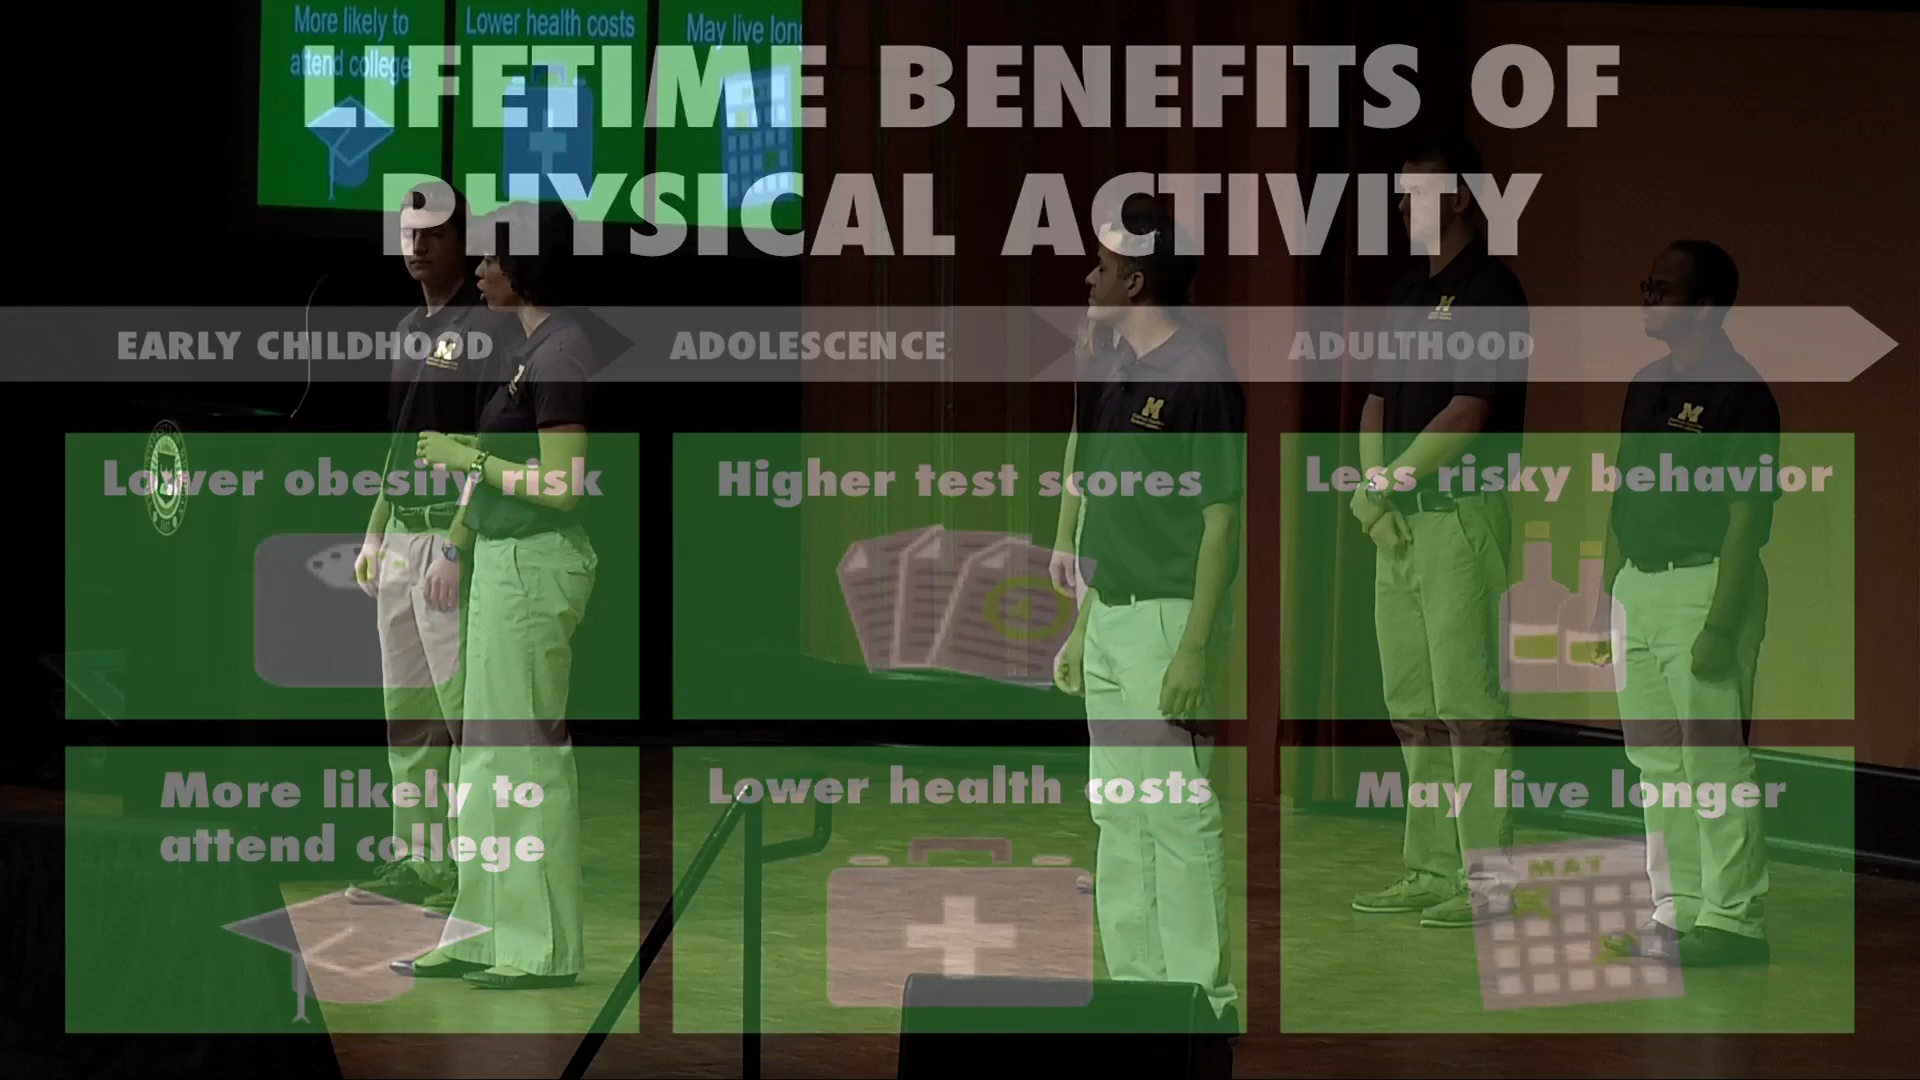 More likely to
attend college
Lower health costs
May live lon
LIFETIME BENEFITS OF
PHYSICAL ACTIVITY
EARLY CHILDHOOD
ADOLESCENCE
ADULTHOOD
Lower obesity risk
Higher test scores
Less risky behavior
More likely to
attend college
Lower health costs
May live longer
MAY
M
M
M
M